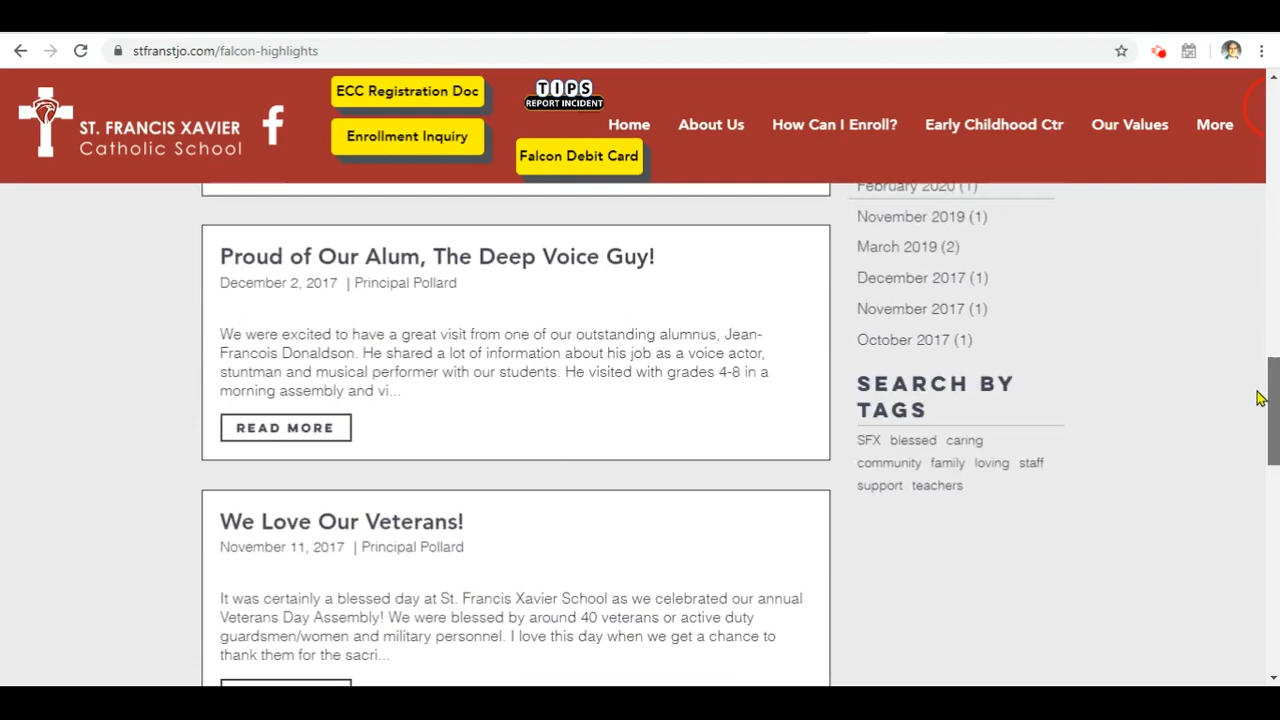 stfranstjo.com/falcon-highlights
ST. FRANCIS XAVIER
Catholic School
f
ECC Registration Doc
Enrollment Inquiry
TIPS
REPORT INCIDENT
Falcon Debit Card
Home
About Us
How Can I Enroll?
Early Childhood Ctr
Our Values
More
Proud of Our Alum, The Deep Voice Guy!
December 2, 2017 | Principal Pollard
We were excited to have a great visit from one of our outstanding alumnus, Jean-
Francois Donaldson. He shared a lot of information about his job as a voice actor,
stuntman and musical performer with our students. He visited with grades 4-8 in a
morning assembly and vi...
READ MORE
We Love Our Veterans!
November 11, 2017 | Principal Pollard
It was certainly a blessed day at St. Francis Xavier School as we celebrated our annual
Veterans Day Assembly! We were blessed by around 40 veterans or active duty
guardsmen/women and military personnel. I love this day when we get a chance to
thank them for the sacri...
February 2020 (1)
November 2019 (1)
March 2019 (2)
December 2017 (1)
November 2017 (1)
October 2017 (1)
SEARCH BY
TAGS
SFX blessed caring
community family loving staff
support teachers